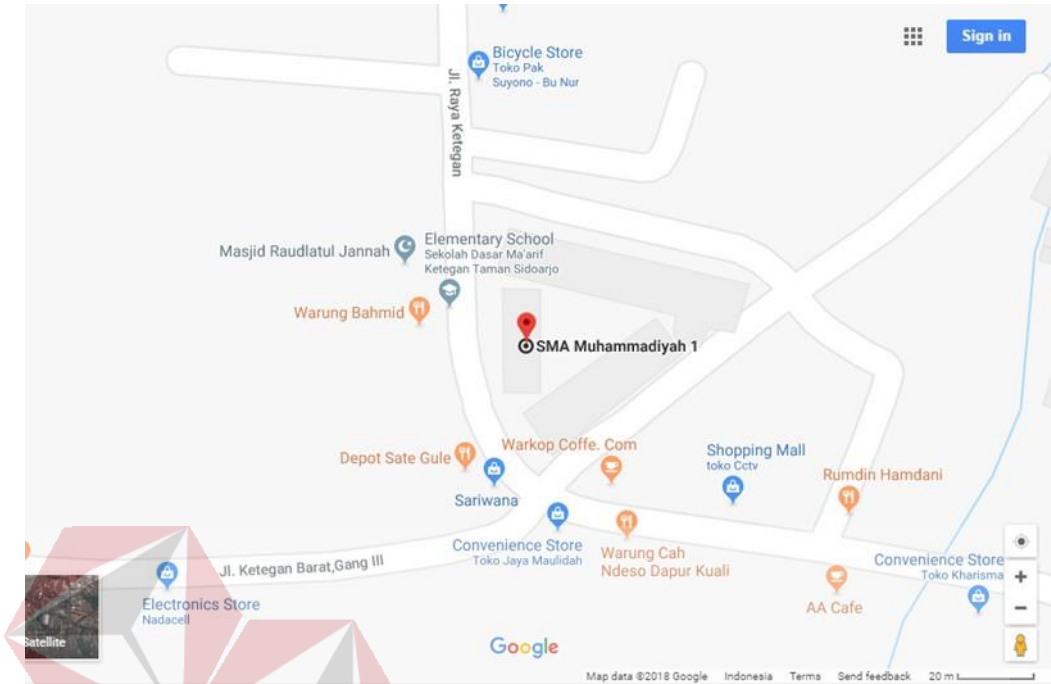 Sign in
Bicycle Store
Toko Pak
Suyono - Bu Nur
Jl. Raya Ketegan
Masjid Raudlatul Jannah
Elementary School
Sekolah Dasar Ma'arif
Ketegan Taman Sidoarjo
Warung Bahmid
SMA Muhammadiyah 1
Depot Sate Gule
Warkop Coffe. Com
Shopping Mall
toko Cctv
Rumdin Hamdani
Sariwana
Convenience Store
Toko Jaya Maulidah
Warung Cah
Ndeso Dapur Kuali
Convenience Store
Toko Kharisma
Jl. Ketegan Barat,Gang III
Electronics Store
Nadacell
AA Cafe
Satellite
Google
Map data ©2018 Google Indonesia Terms Send feedback 20 m